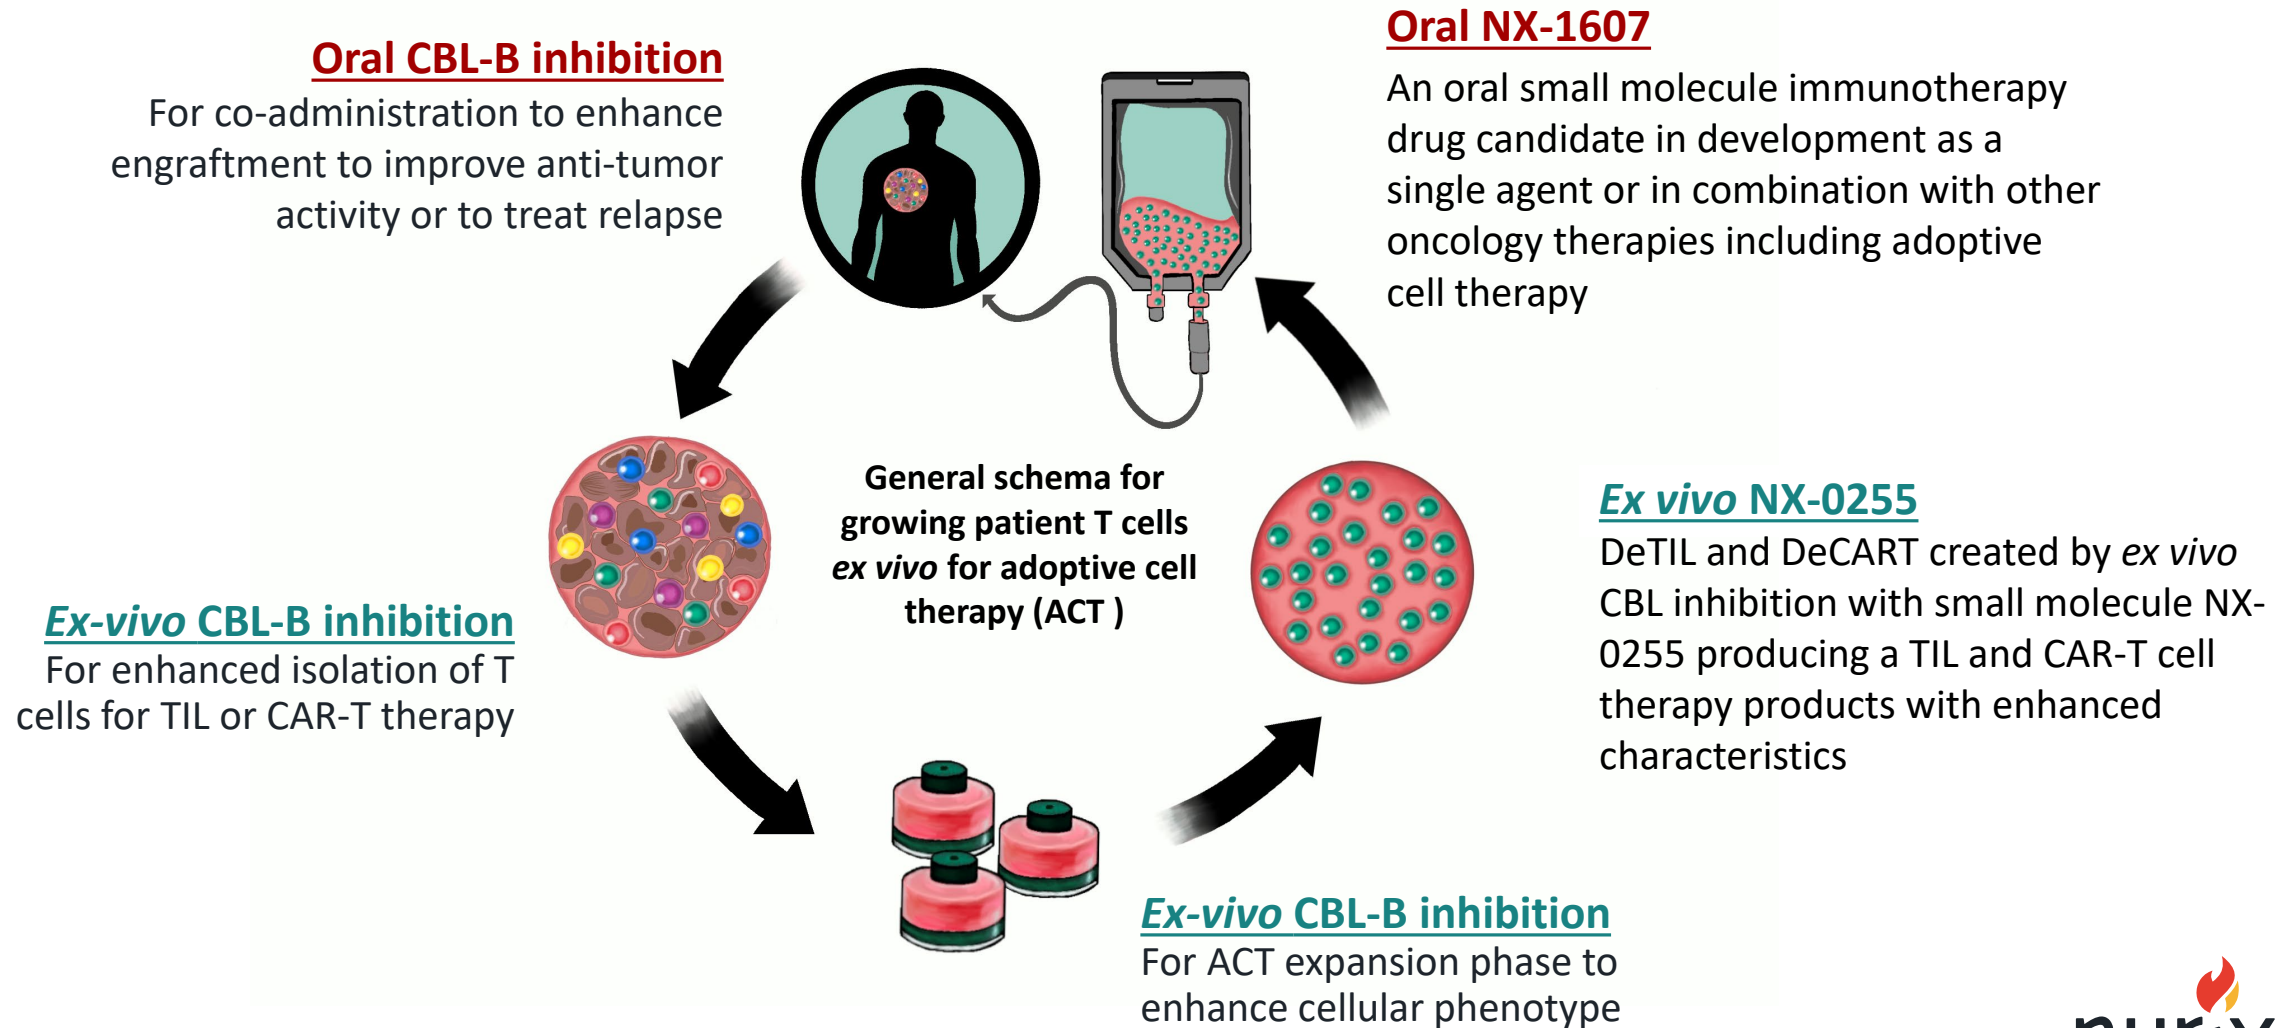 Oral CBL-B inhibition
For co-administration to enhance
engraftment to improve anti-tumor
activity or to treat relapse
Oral NX-1607
An oral small molecule immunotherapy
drug candidate in development as a
single agent or in combination with other
oncology therapies including adoptive
cell therapy
General schema for
growing patient T cells
ex vivo for adoptive cell
therapy (ACT )
Ex-vivo CBL-B inhibition
For enhanced isolation of T
cells for TIL or CAR-T therapy
Ex vivo NX-0255
DeTIL and DeCART created by ex vivo
CBL inhibition with small molecule NX-
0255 producing a TIL and CAR-T cell
therapy products with enhanced
characteristics
Ex-vivo CBL-B inhibition
For ACT expansion phase to
enhance cellular phenotype